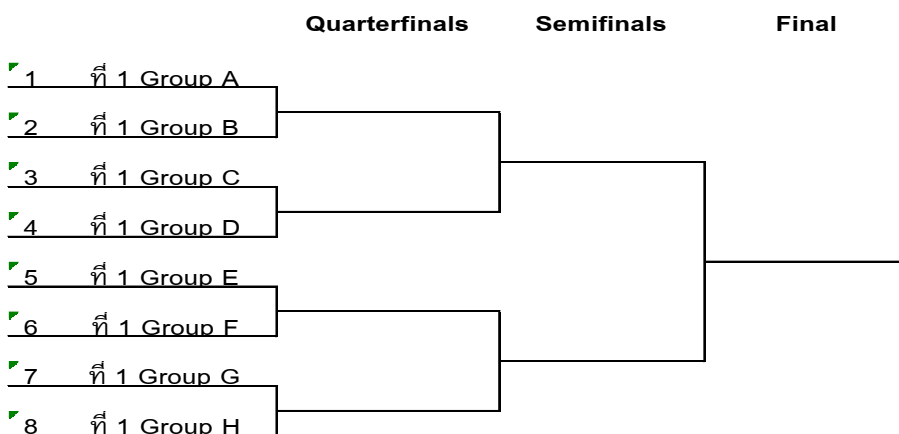 Quarterfinals Semifinals Final
1 ที่ 1 Group A
2 ที่ 1 Group B
3 ที่ 1 Group C
4 ที่ 1 Group D
5 ที่ 1 Group E
6 ที่ 1 Group F
7 ที่ 1 Group G
8 ที่ 1 Group H